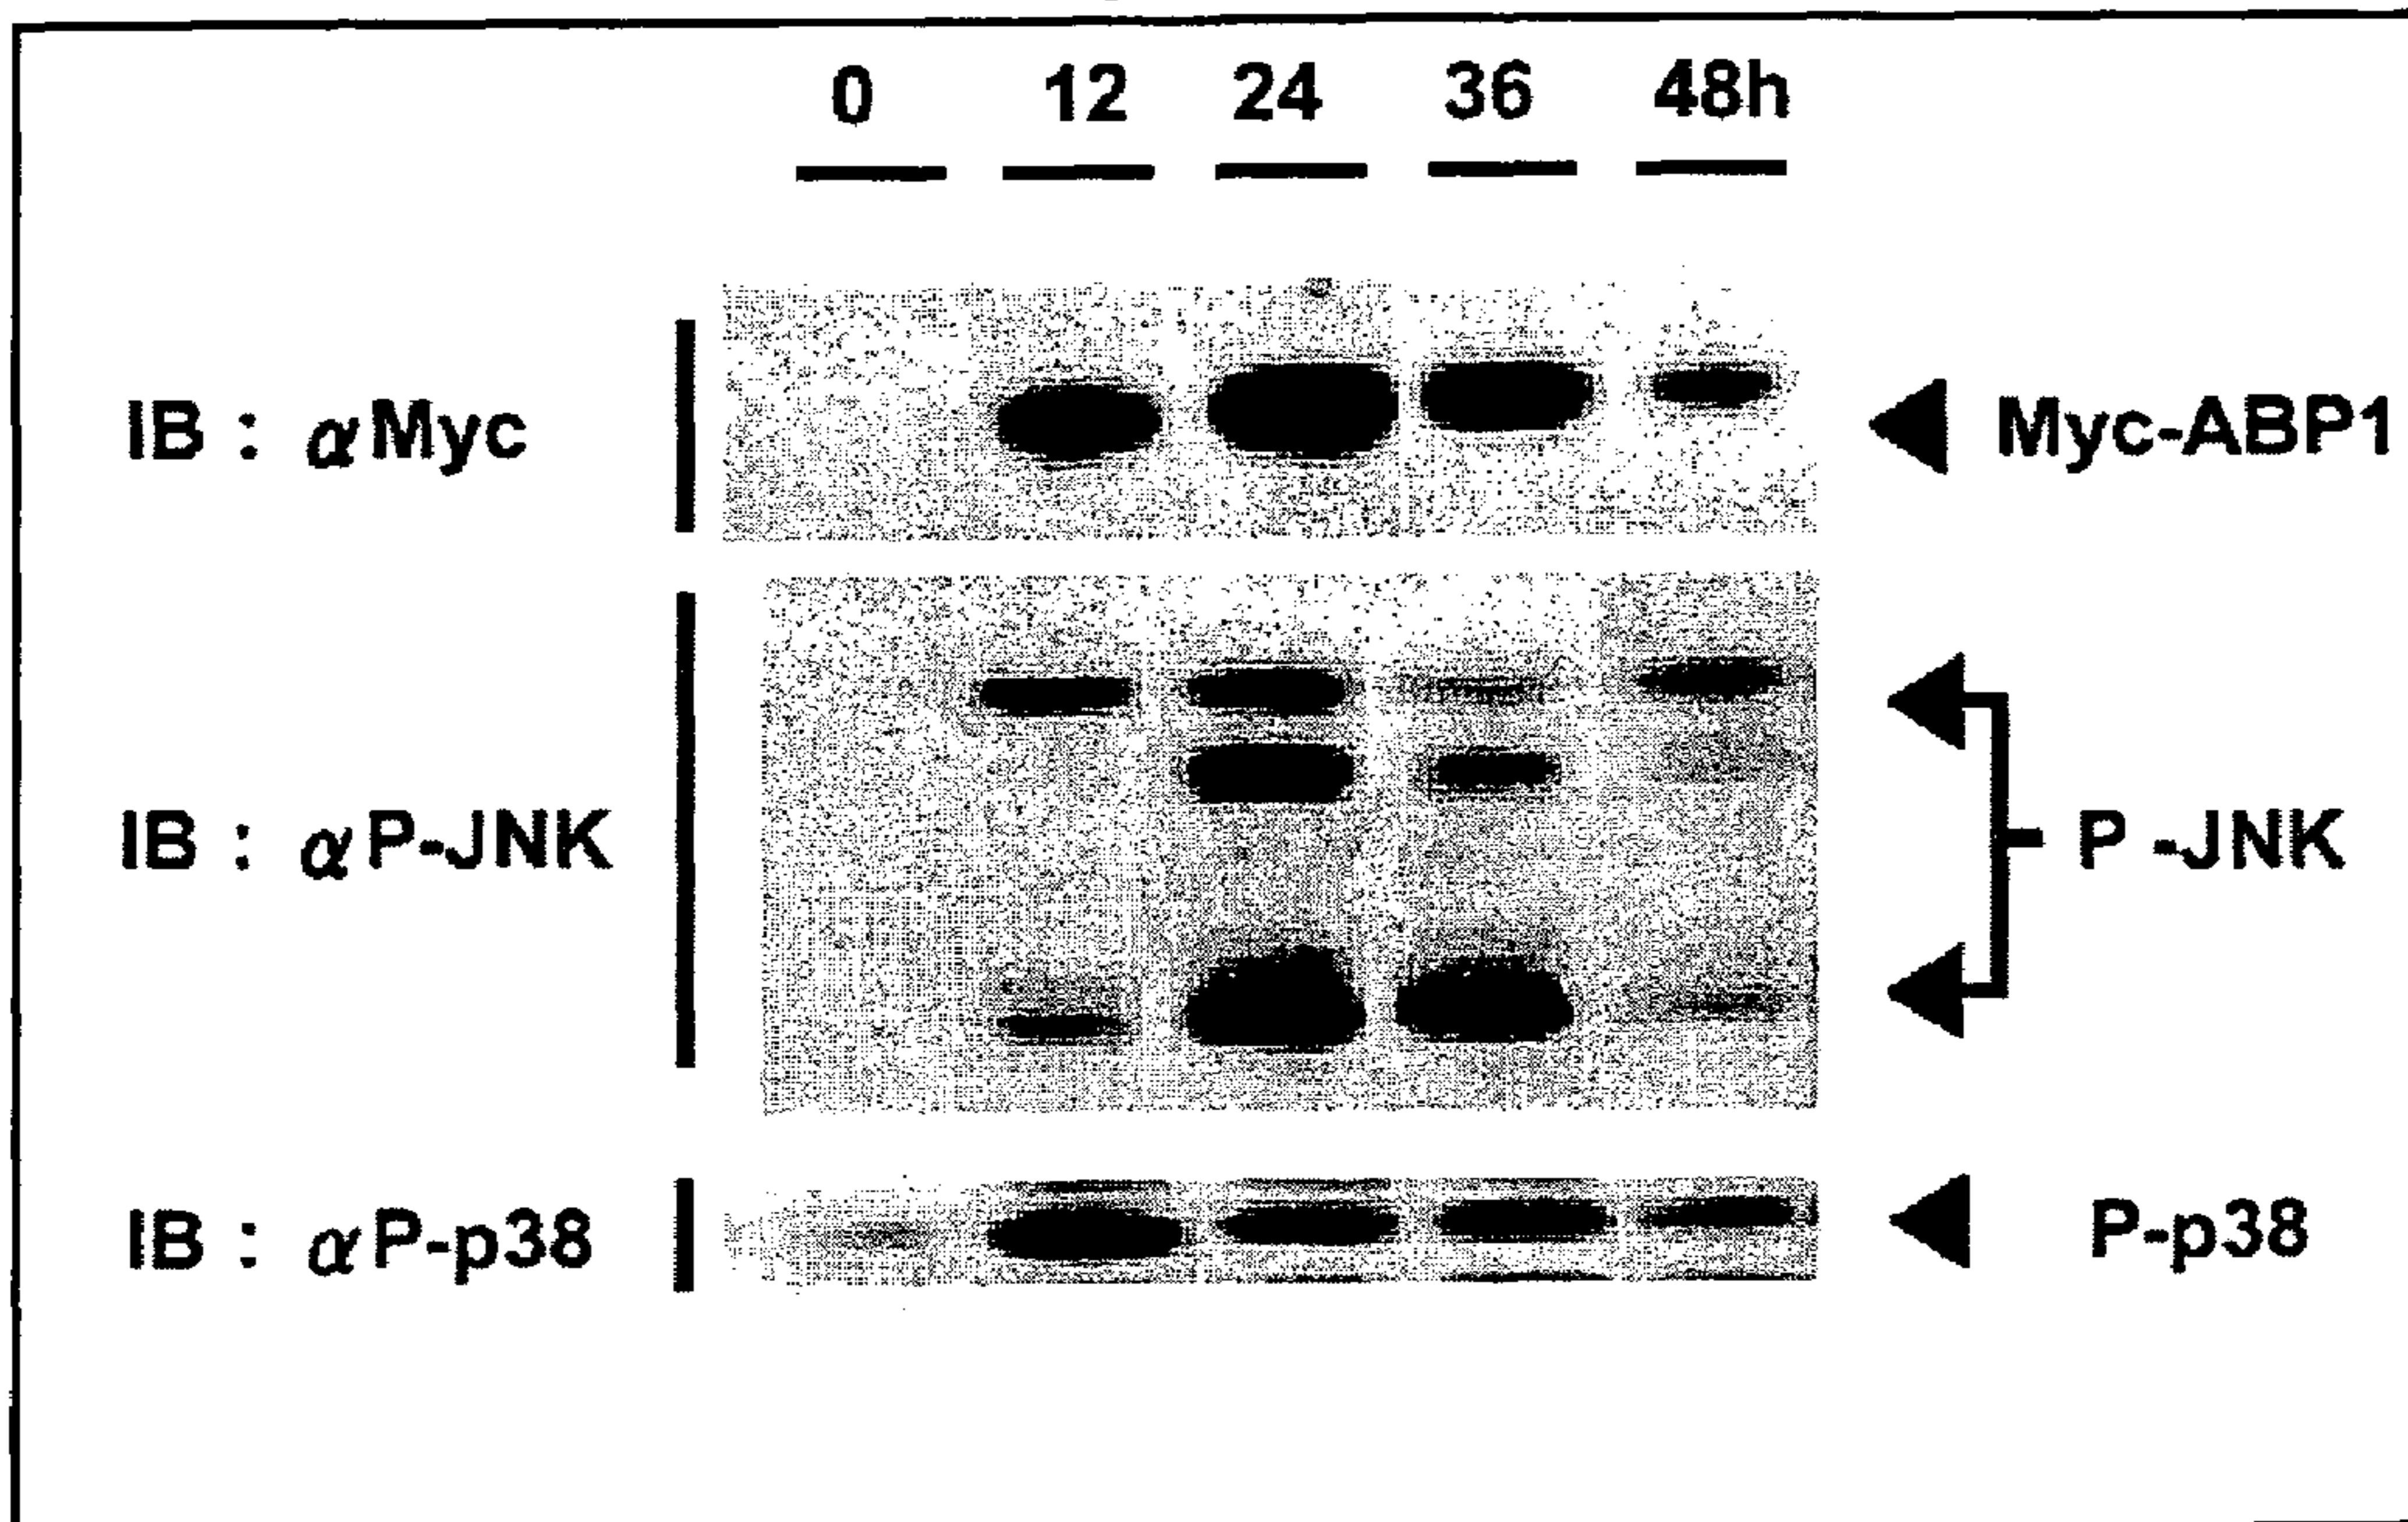 0 12 24 36 48h
IB : αMyc
Myc-ABP1
IB : αP-JNK
P -JNK
IB : αP-p38
P-p38